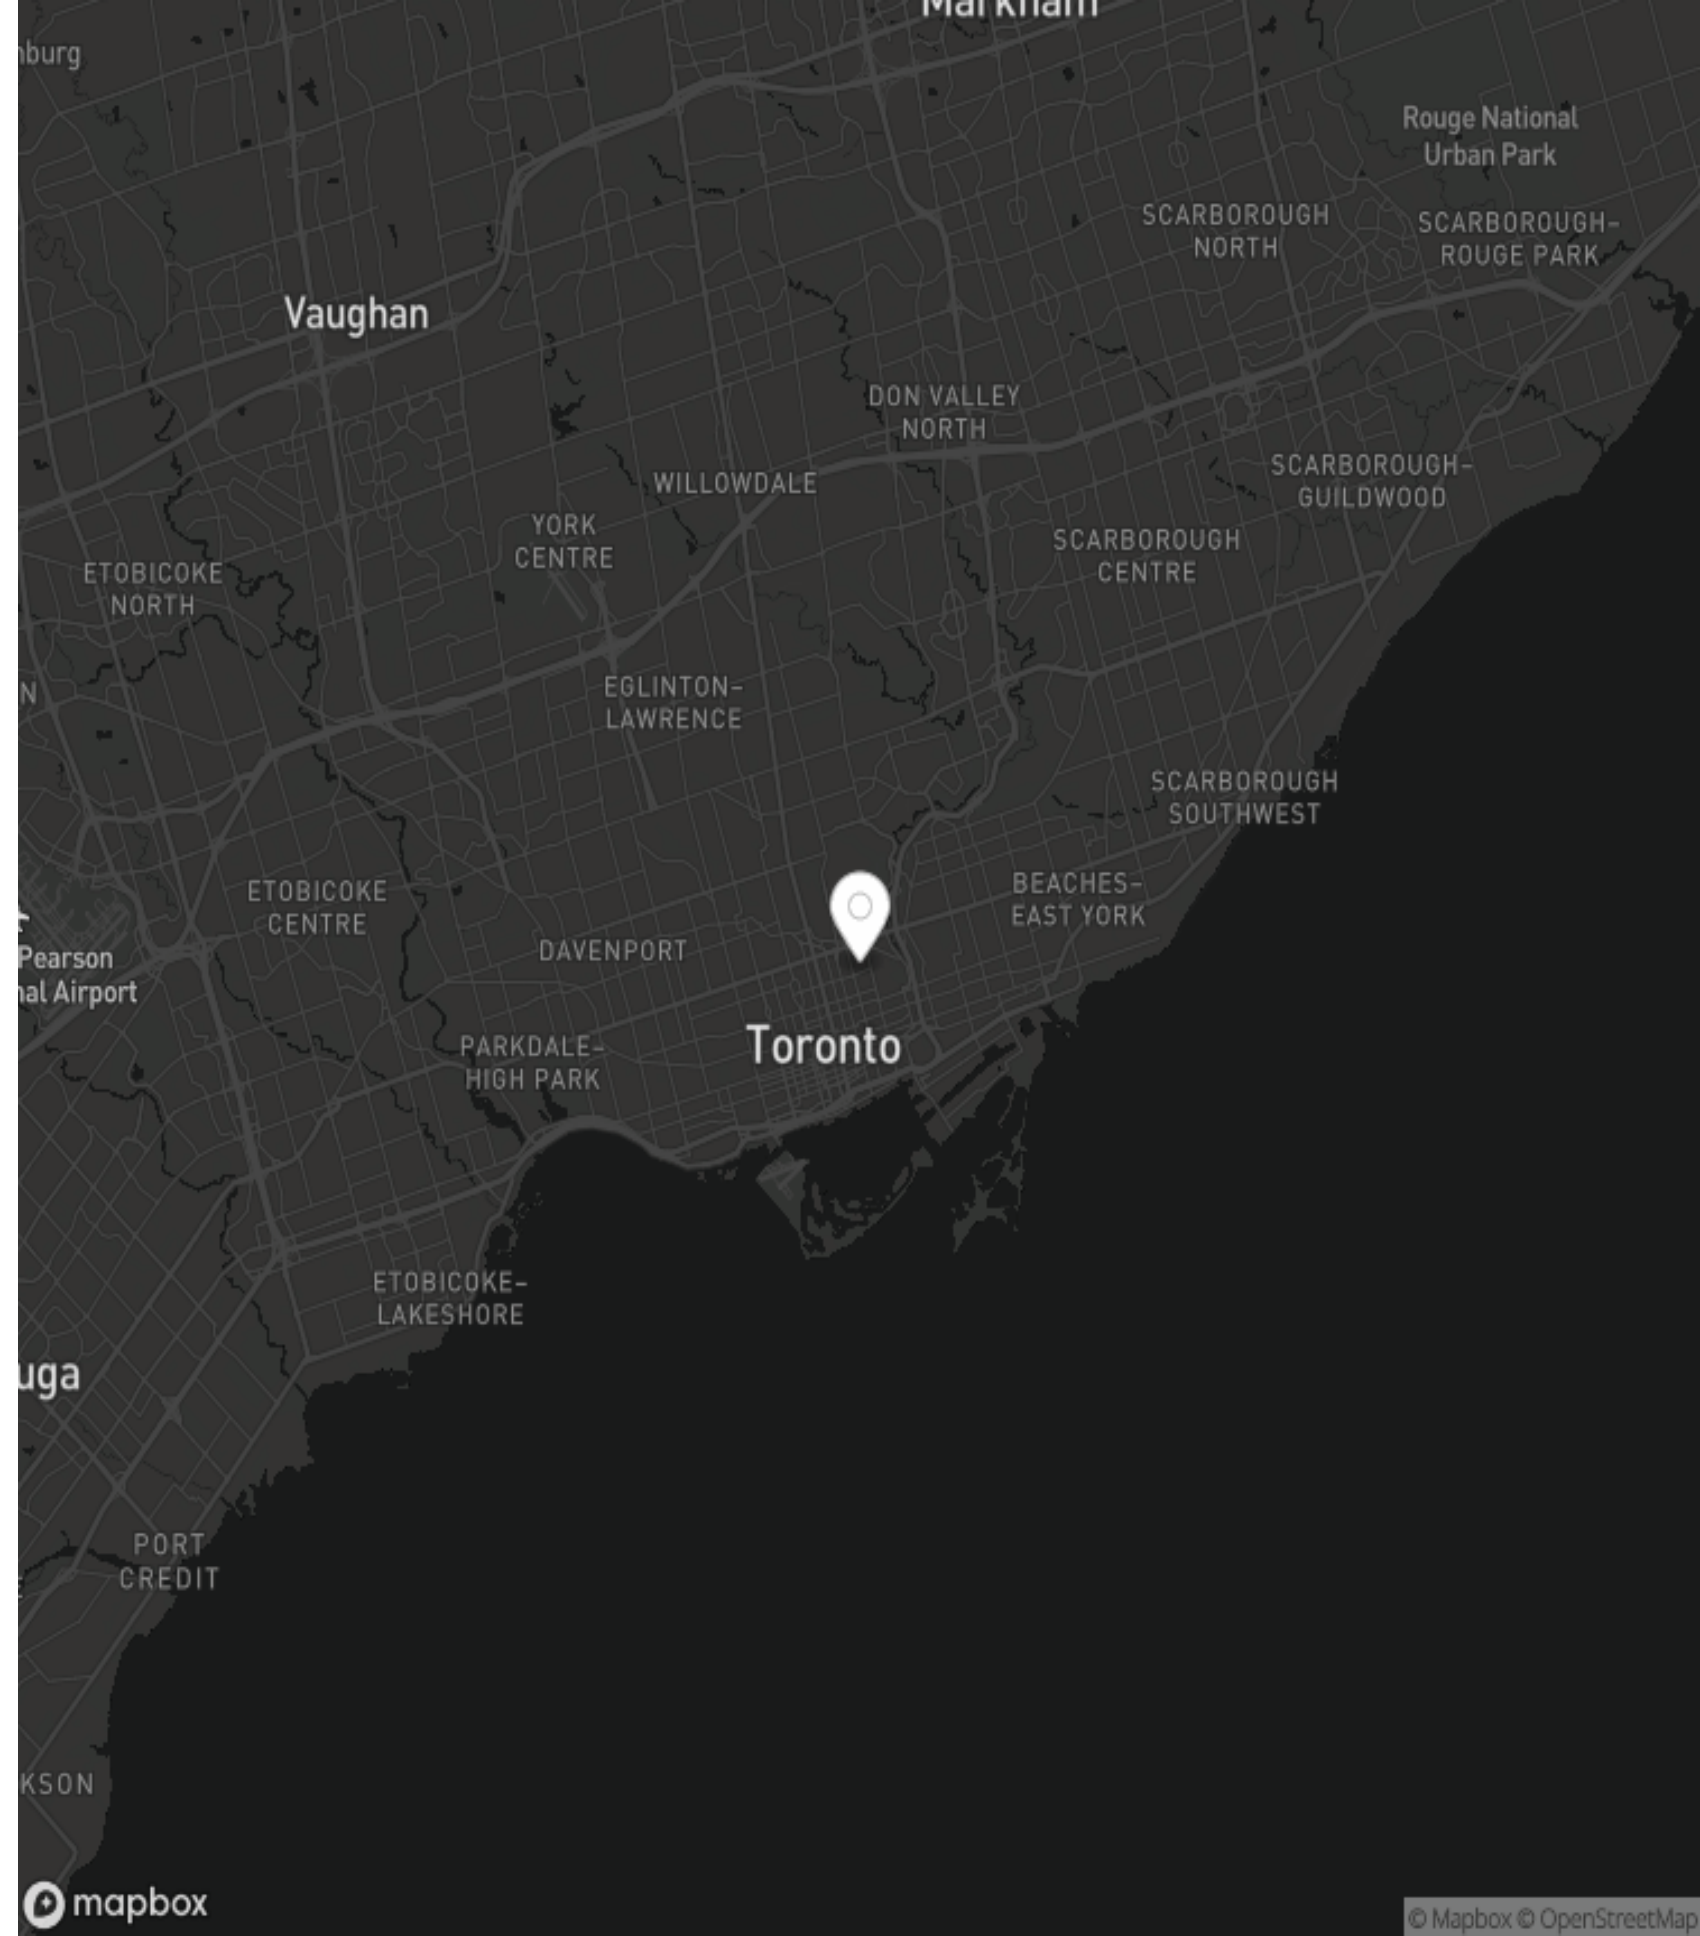 Markham
burg
Rouge National
Urban Park
SCARBOROUGH
NORTH
SCARBOROUGH-
ROUGE PARK
Vaughan
DON VALLEY
NORTH
WILLOWDALE
SCARBOROUGH-
GUILDWOOD
YORK
CENTRE
SCARBOROUGH
CENTRE
ETOBICOKE
NORTH
N
EGLINTON-
LAWRENCE
SCARBOROUGH
SOUTHWEST
ETOBICOKE
CENTRE
BEACHES-
EAST YORK
DAVENPORT
Pearson
nal Airport
Toronto
PARKDALE-
HIGH PARK
ETOBICOKE-
LAKESHORE
uga
PORT
CREDIT
KSON
mapbox
© Mapbox © OpenStreetMap